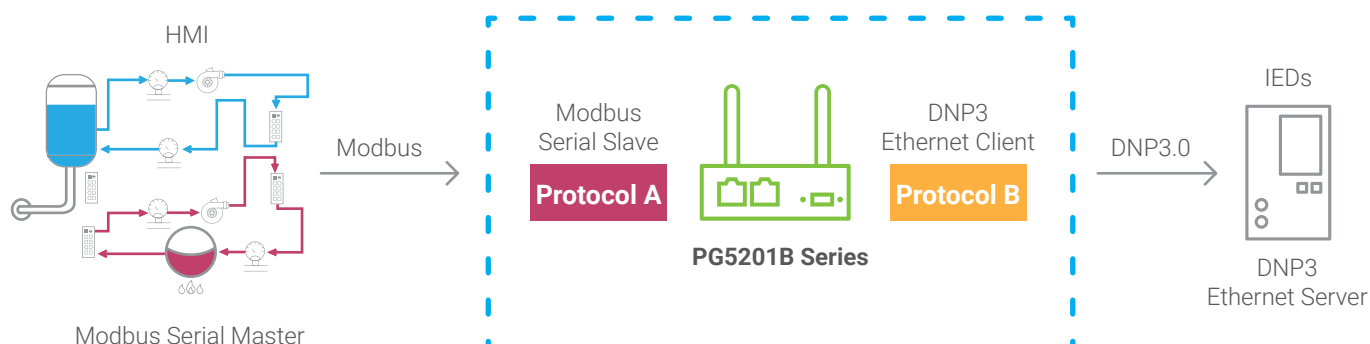 HMI
Modbus Serial Master
Modbus
Modbus
Serial Slave
Protocol A
PG5201B Series
DNP3
Ethernet Client
Protocol B
DNP3.0
IEDs
DNP3
Ethernet Server